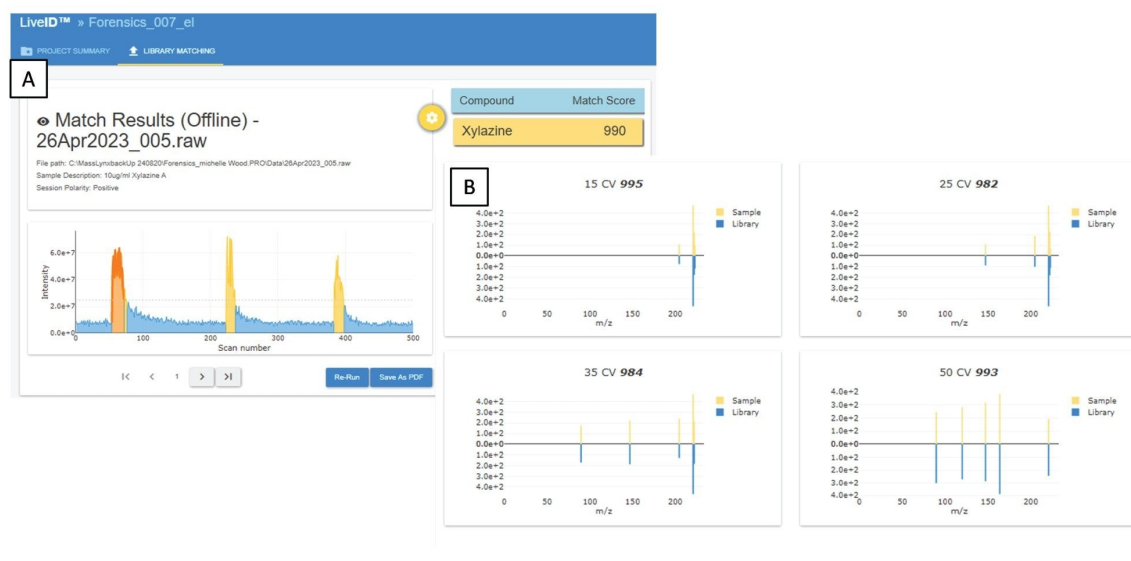 LiveID™ » Forensics_007_el
PROJECT SUMMARY LIBRARY MATCHING
A
Match Results (Offline) -
26Apr2023_005.raw
File path: C:\MassLynxbackUp 240820\Forensics_michelle Wood.PRO\Data\26Apr2023_005.raw
Sample Description: 10ug/ml Xylazine A
Session Polarity: Positive
Compound Match Score
Xylazine 990
Intensity
6.0e+7
4.0e+7
2.0e+7
0.0e+0
0 100 200 300 400 500
Scan number
1
Re-Run Save As PDF
B
15 CV 995
4.0e+2
3.0e+2
2.0e+2
1.0e+2
0.0e+0
1.0e+2
2.0e+2
3.0e+2
4.0e+2
0 50 100 150 200
m/z
Sample
Library
25 CV 982
4.0e+2
3.0e+2
2.0e+2
1.0e+2
0.0e+0
1.0e+2
2.0e+2
3.0e+2
4.0e+2
0 50 100 150 200
m/z
Sample
Library
35 CV 984
4.0e+2
3.0e+2
2.0e+2
1.0e+2
0.0e+0
1.0e+2
2.0e+2
3.0e+2
4.0e+2
0 50 100 150 200
m/z
Sample
Library
50 CV 993
4.0e+2
3.0e+2
2.0e+2
1.0e+2
0.0e+0
1.0e+2
2.0e+2
3.0e+2
4.0e+2
0 50 100 150 200
m/z
Sample
Library